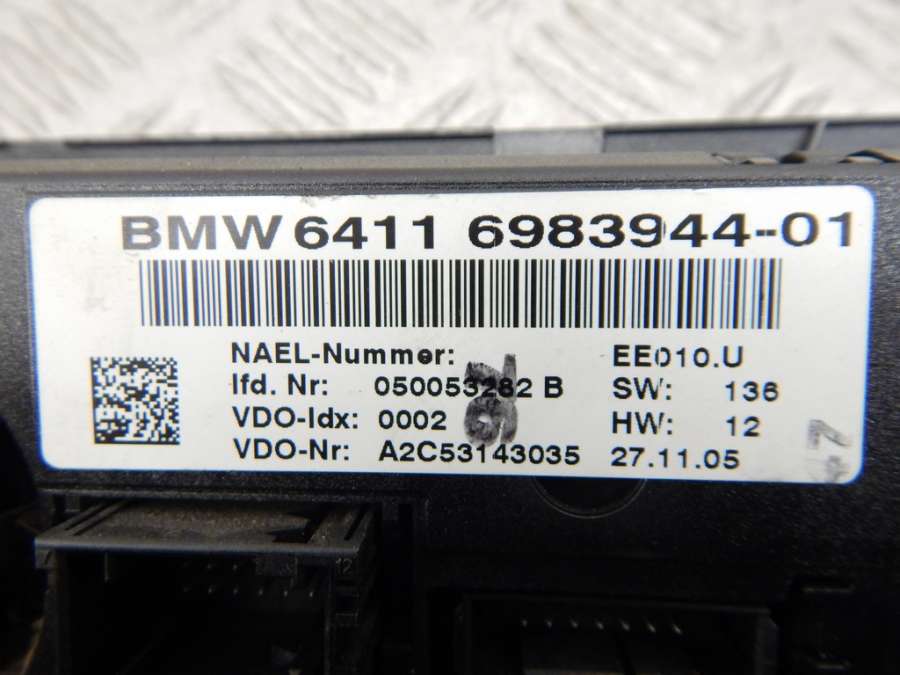 BMW 6411 6983944-01
NAEL-Nummer: EE010.U
lfd. Nr: 050053282 B SW: 136
VDO-Idx: 0002 HW: 12
VDO-Nr: A2C53143035 27.11.05
12